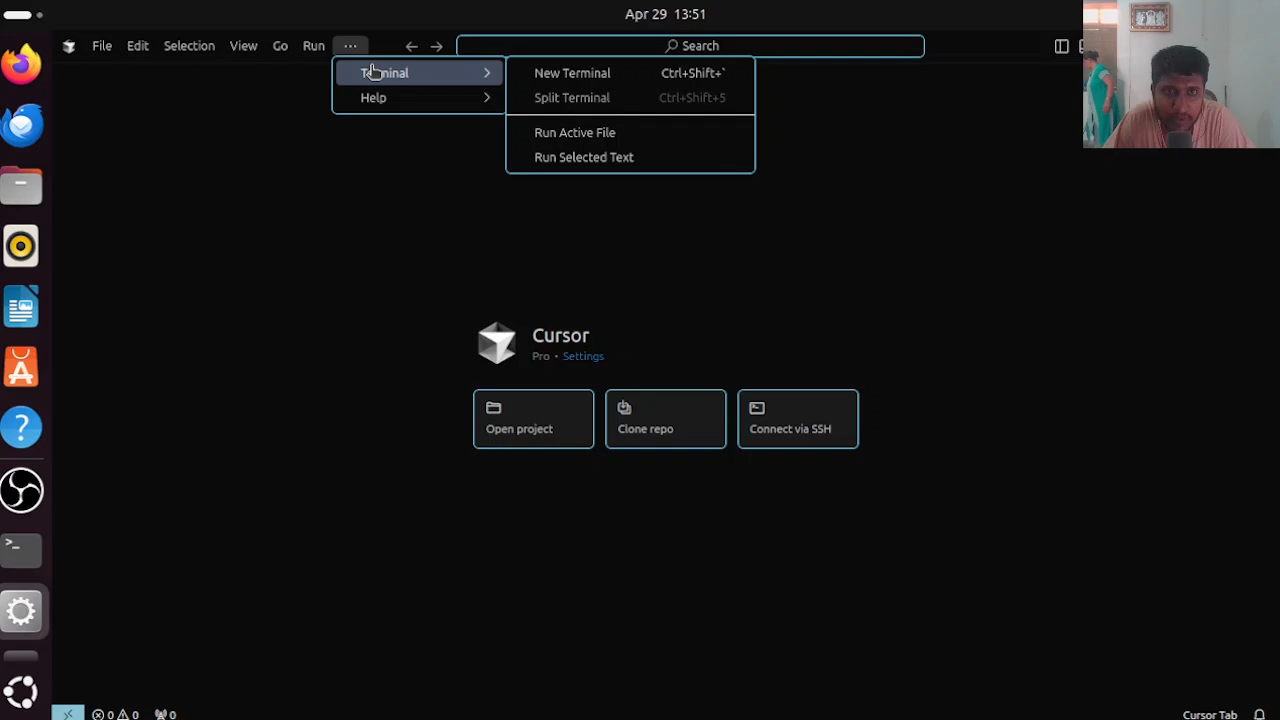 Apr 29 13:51
File Edit Selection View Go Run ... Search
Terminal New Terminal Ctrl+Shift+`
Help Split Terminal Ctrl+Shift+5
Run Active File
Run Selected Text
Cursor
Pro • Settings
Open project Clone repo Connect via SSH
0 0 0 Cursor Tab